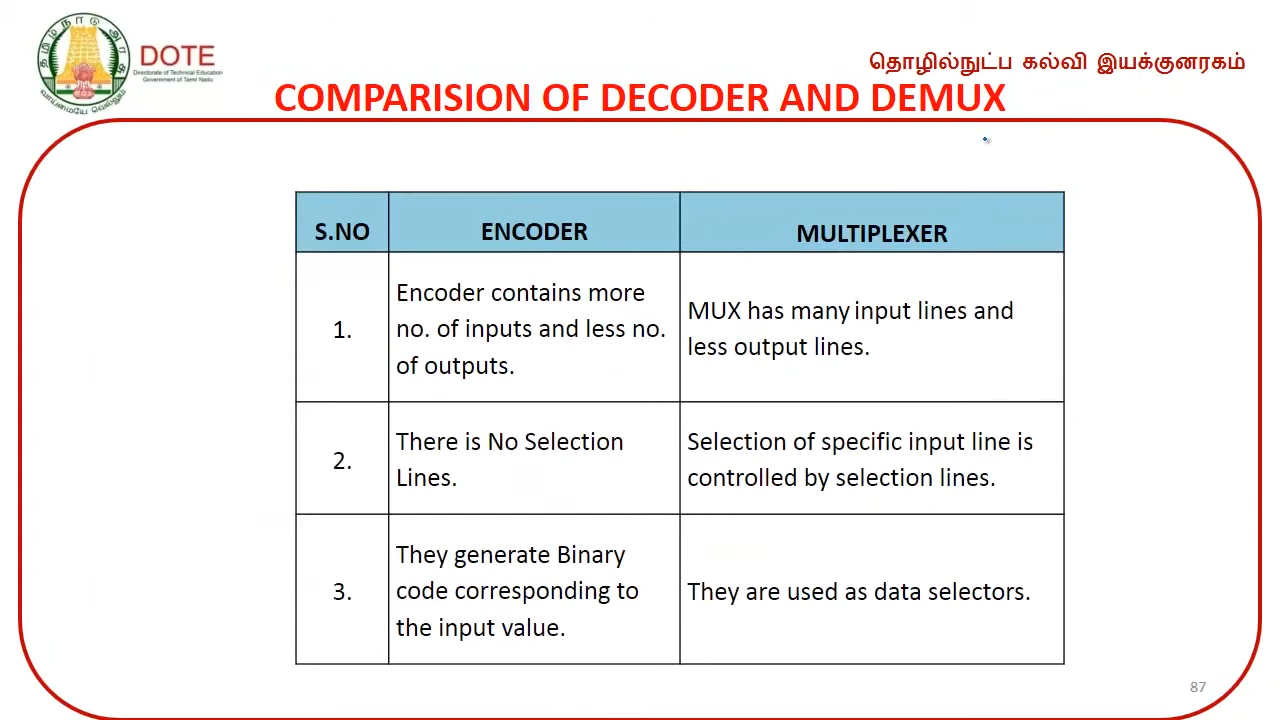 தமிழ்நாடு அரசு
வாய்மையே வெல்லும்
DOTE
Directorate of Technical Education
Government of Tamil Nadu
தொழில்நுட்ப கல்வி இயக்குனரகம்
COMPARISION OF DECODER AND DEMUX
S.NO
ENCODER
MULTIPLEXER
1.
Encoder contains more
no. of inputs and less no.
of outputs.
MUX has many input lines and
less output lines.
2.
There is No Selection
Lines.
Selection of specific input line is
controlled by selection lines.
3.
They generate Binary
code corresponding to
the input value.
They are used as data selectors.
87